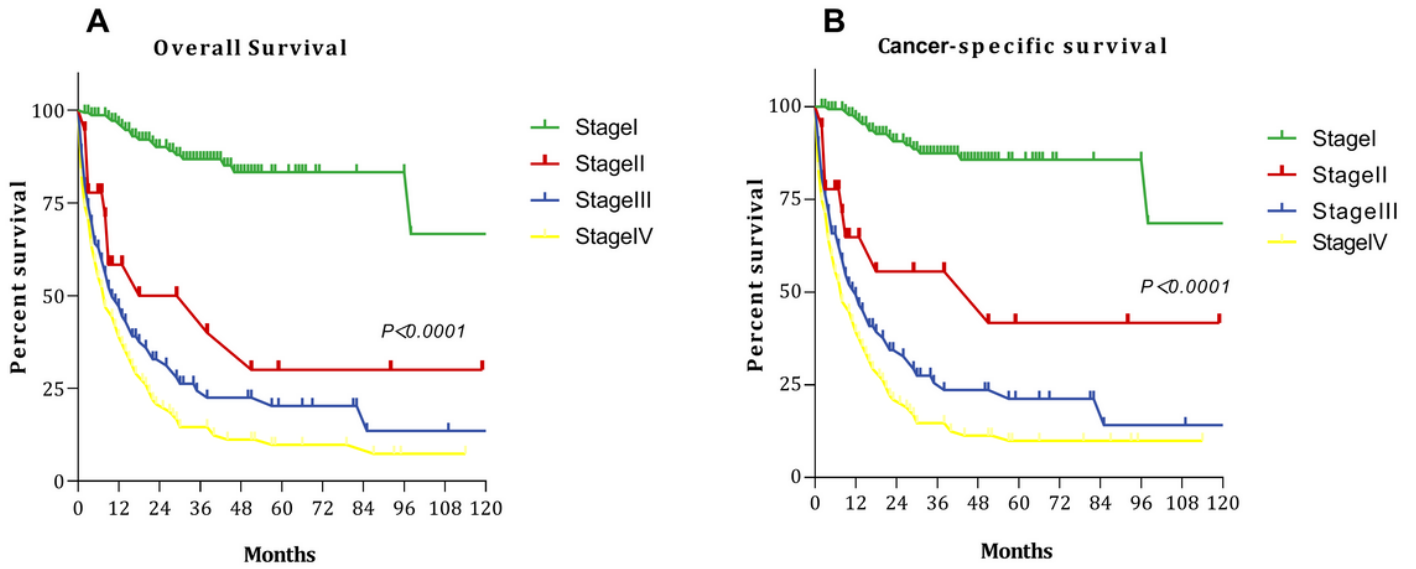 A
Overall Survival
Percent survival
100
75
50
25
0
0 12 24 36 48 60 72 84 96 108 120
Months
P<0.0001
StageI
StageII
StageIII
StageIV
B
Cancer-specific survival
Percent survival
100
75
50
25
0
0 12 24 36 48 60 72 84 96 108 120
Months
P<0.0001
StageI
StageII
StageIII
StageIV